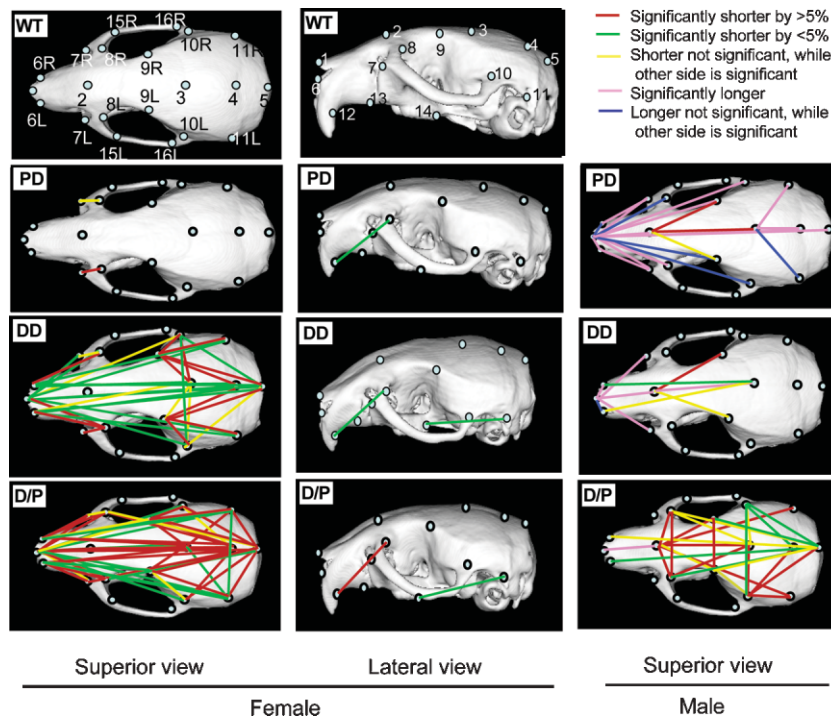 WT
15R
16R
10R
11R
6R
7R
8R
9R
2
3
4
5
8L
9L
6L
7L
10L
11L
15L
16L
WT
1
2
3
4
5
6
7
8
9
10
11
12
13
14
Significantly shorter by >5%
Significantly shorter by <5%
Shorter not significant, while
other side is significant
Significantly longer
Longer not significant, while
other side is significant
PD
PD
PD
DD
DD
DD
D/P
D/P
D/P
Superior view
Lateral view
Superior view
Female
Male